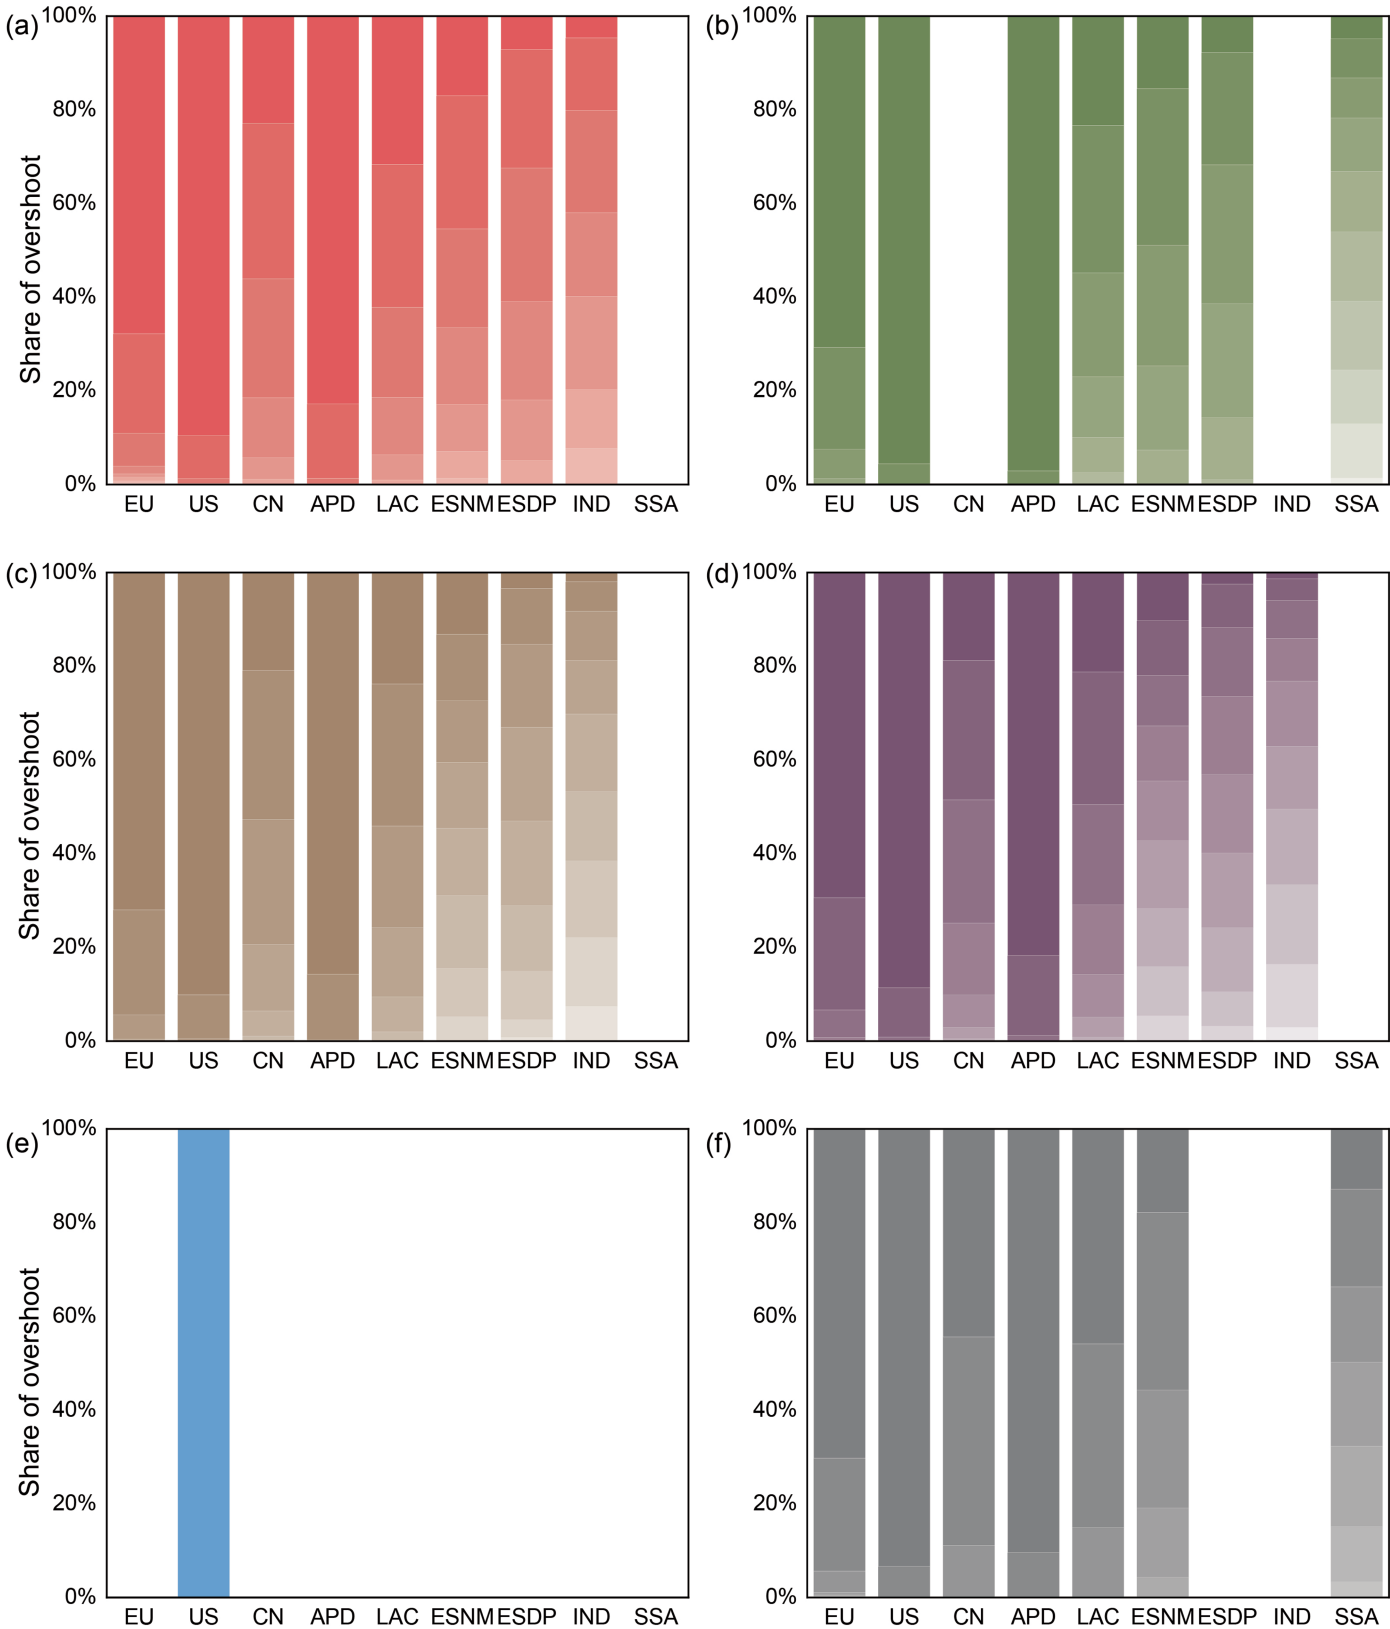 (a)
Share of overshoot
100%
80%
60%
40%
20%
0%
EU US CN APD LAC ESNM ESDP IND SSA
(b)
100%
80%
60%
40%
20%
0%
EU US CN APD LAC ESNM ESDP IND SSA
(c)
Share of overshoot
100%
80%
60%
40%
20%
0%
EU US CN APD LAC ESNM ESDP IND SSA
(d)
100%
80%
60%
40%
20%
0%
EU US CN APD LAC ESNM ESDP IND SSA
(e)
Share of overshoot
100%
80%
60%
40%
20%
0%
EU US CN APD LAC ESNM ESDP IND SSA
(f)
100%
80%
60%
40%
20%
0%
EU US CN APD LAC ESNM ESDP IND SSA